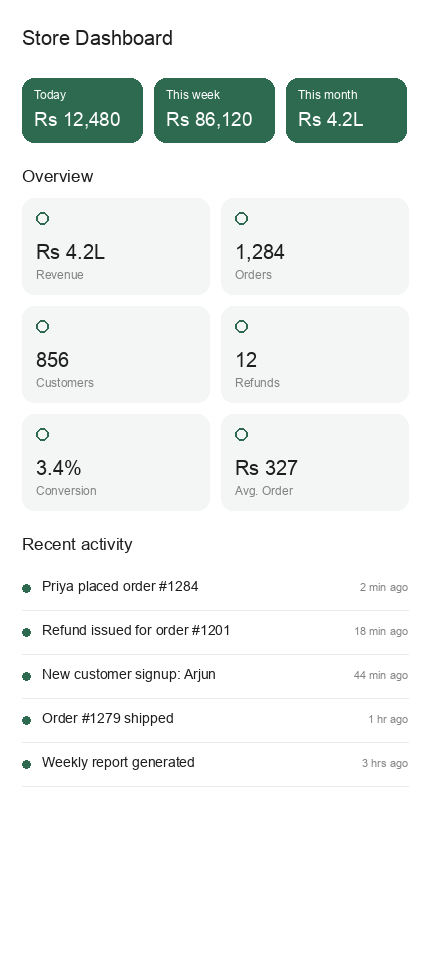 Store Dashboard
Today
Rs 12,480
This week
Rs 86,120
This month
Rs 4.2L
Overview
Rs 4.2L
Revenue
1,284
Orders
856
Customers
12
Refunds
3.4%
Conversion
Rs 327
Avg. Order
Recent activity
Priya placed order #1284 2 min ago
Refund issued for order #1201 18 min ago
New customer signup: Arjun 44 min ago
Order #1279 shipped 1 hr ago
Weekly report generated 3 hrs ago